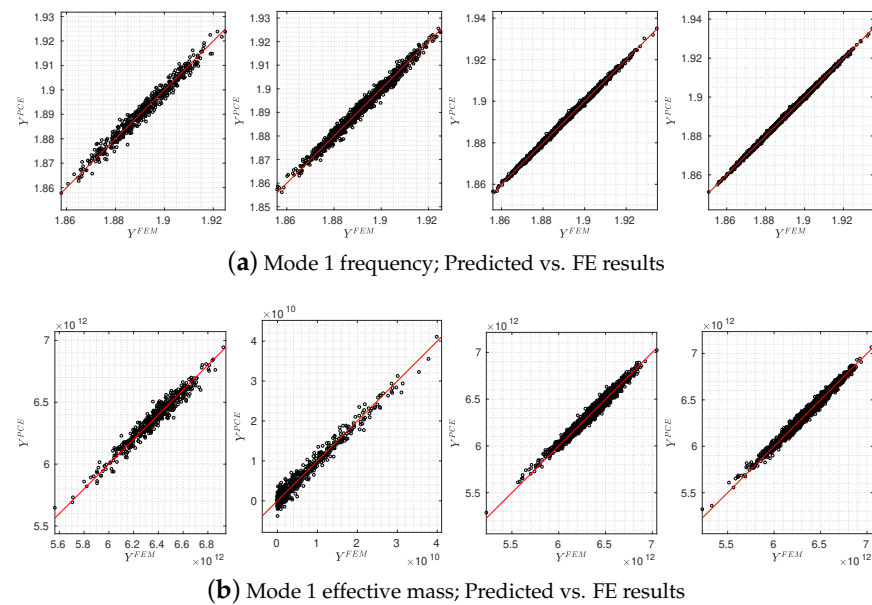 1.93
1.92
1.91
1.9
1.89
1.88
1.87
1.86
Y^{PCE}
1.86 1.88 1.9 1.92
Y^{FEM}
1.93
1.92
1.91
1.9
1.89
1.88
1.87
1.86
1.85
Y^{PCE}
1.86 1.88 1.9 1.92
Y^{FEM}
1.94
1.92
1.9
1.88
1.86
Y^{PCE}
1.86 1.88 1.9 1.92
Y^{FEM}
1.94
1.92
1.9
1.88
1.86
Y^{PCE}
1.86 1.88 1.9 1.92
Y^{FEM}
(a) Mode 1 frequency; Predicted vs. FE results
× 10^{12}
7
6.5
6
5.5
Y^{PCE}
5.6 5.8 6 6.2 6.4 6.6 6.8
Y^{FEM}
× 10^{12}
× 10^{10}
4
3
2
1
0
Y^{PCE}
0 1 2 3 4
Y^{FEM}
× 10^{10}
× 10^{12}
7
6.5
6
5.5
Y^{PCE}
5.5 6 6.5 7
Y^{FEM}
× 10^{12}
× 10^{12}
7
6.5
6
5.5
Y^{PCE}
5.5 6 6.5 7
Y^{FEM}
× 10^{12}
(b) Mode 1 effective mass; Predicted vs. FE results